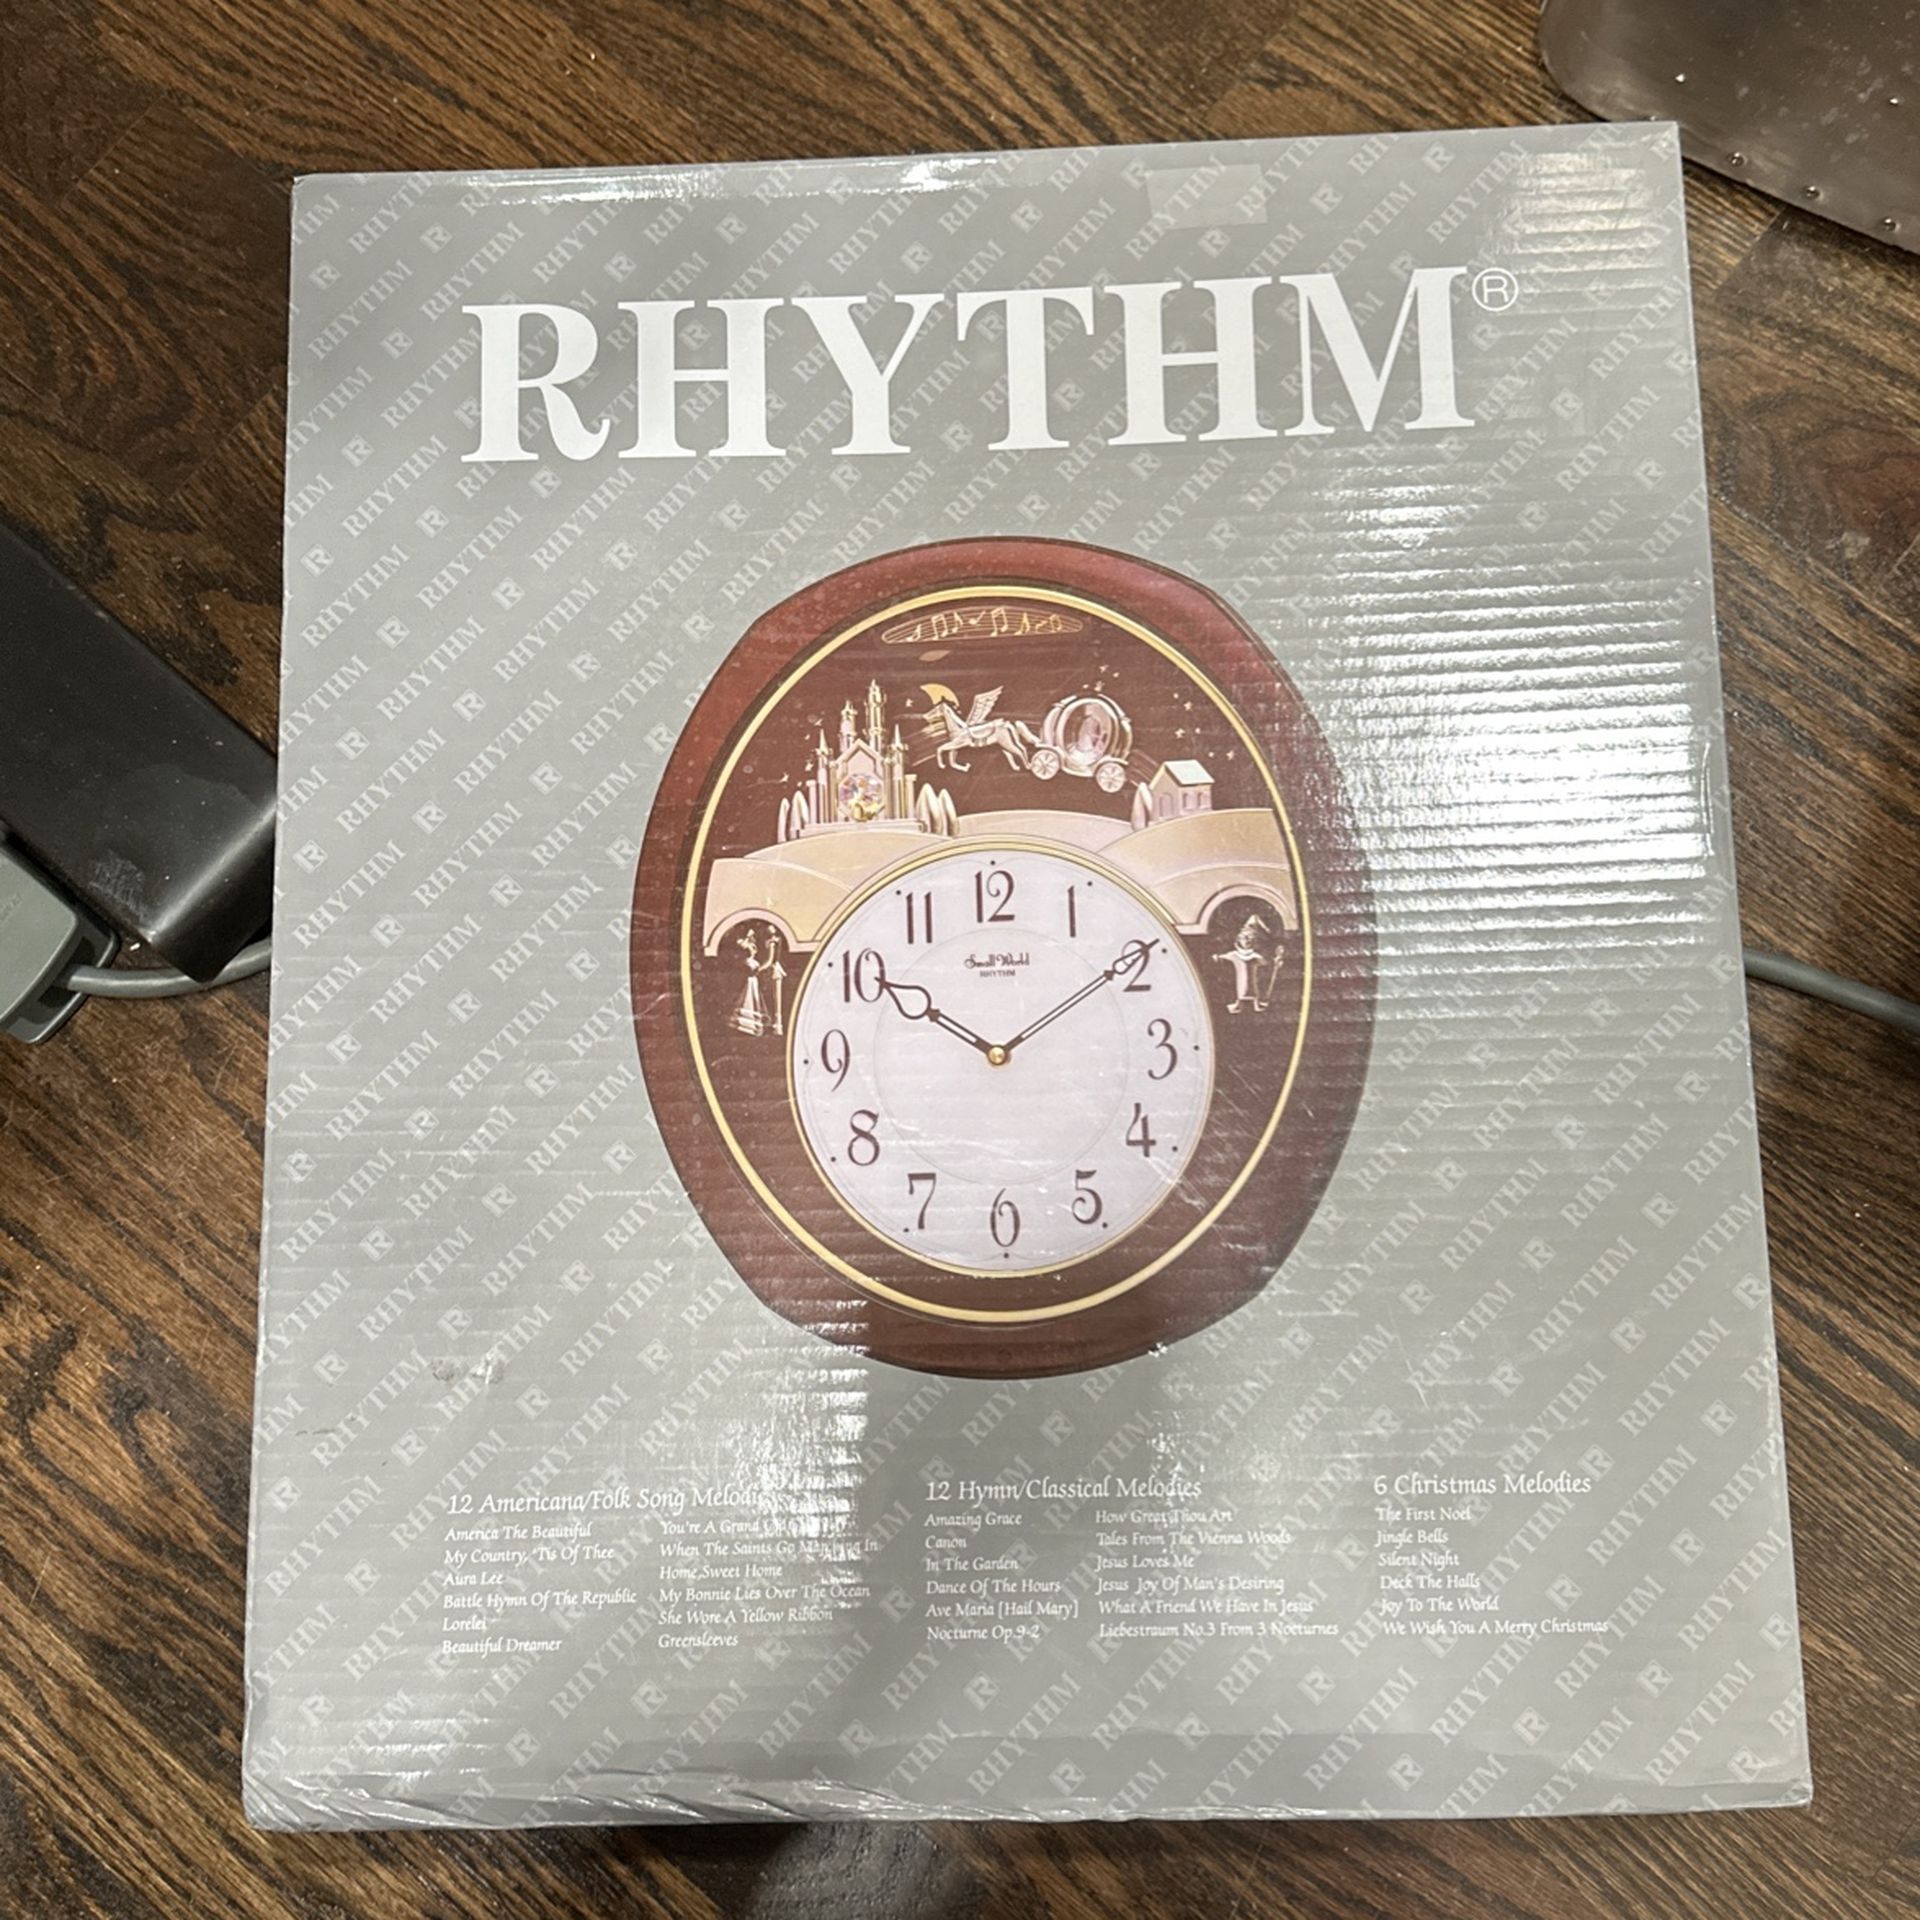 RHYTHM®
12
11
1
10
2
Small World
RHYTHM
9
3
8
4
7
5
6
12 Americana/Folk Song Melodies
America The Beautiful
My Country, 'Tis Of Thee
Aura Lee
Battle Hymn Of The Republic
Lorelei
Beautiful Dreamer
You're A Grand Old
When The Saints Go Marching In
Home, Sweet Home
My Bonnie Lies Over The Ocean
She Wore A Yellow Ribbon
Greensleeves
12 Hymn/Classical Melodies
Amazing Grace
Canon
In The Garden
Dance Of The Hours
Ave Maria [Hail Mary]
Nocturne Op.9-2
How Great Thou Art
Tales From The Vienna Woods
Jesus Loves Me
Jesus Joy Of Man's Desiring
What A Friend We Have In Jesus
Liebestraum No.3 From 3 Nocturnes
6 Christmas Melodies
The First Noel
Jingle Bells
Silent Night
Deck The Halls
Joy To The World
We Wish You A Merry Christmas